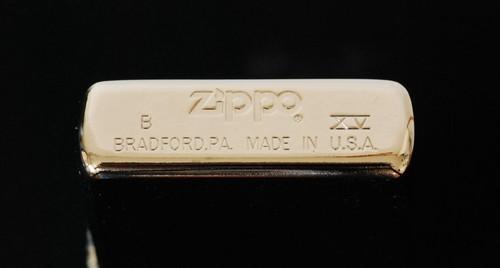 Zippo®
B XV
BRADFORD,PA. MADE IN U.S.A.